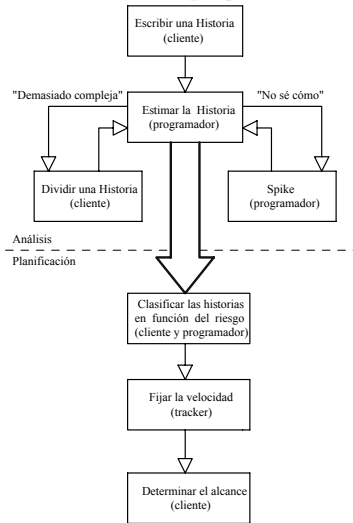 Escribir una Historia
(cliente)
"Demasiado compleja"
"No sé cómo"
Estimar la Historia
(programador)
Dividir una Historia
(cliente)
Spike
(programador)
Análisis
Planificación
Clasificar las historias
en función del riesgo
(cliente y programador)
Fijar la velocidad
(tracker)
Determinar el alcance
(cliente)